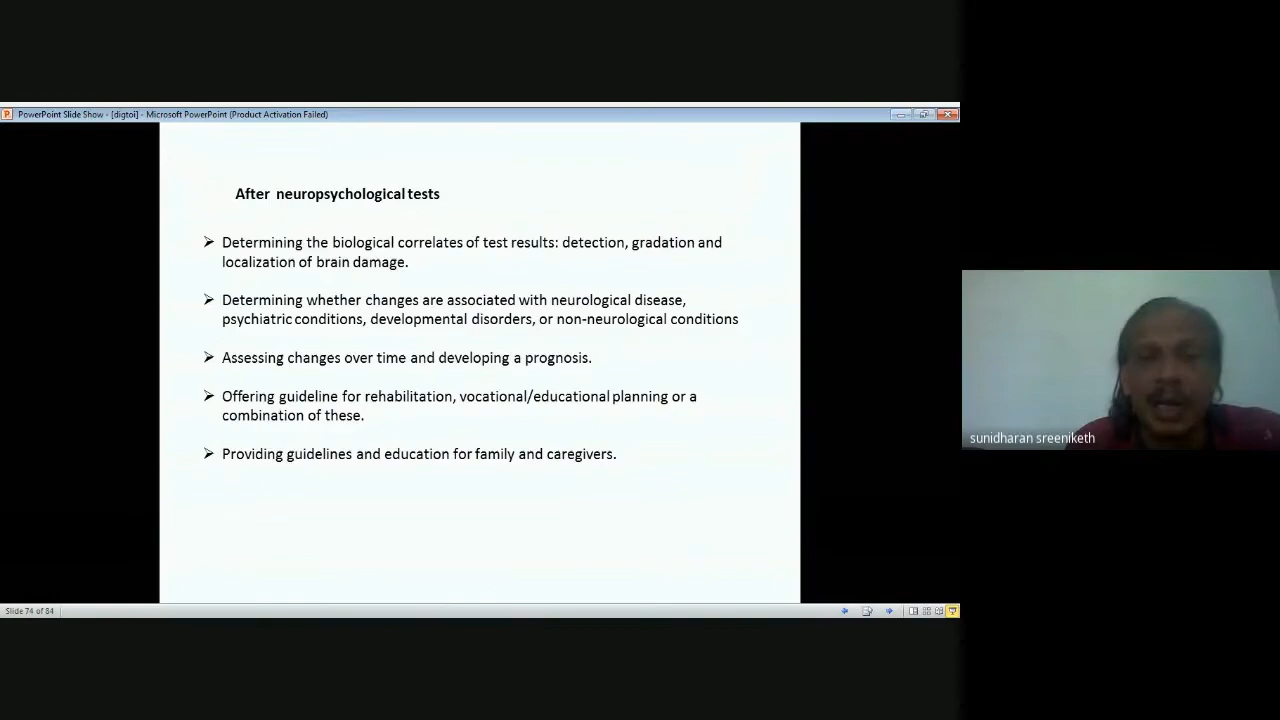 PowerPoint Slide Show - [digtoi] - Microsoft PowerPoint (Product Activation Failed)
After neuropsychological tests
➢ Determining the biological correlates of test results: detection, gradation and
localization of brain damage.
➢ Determining whether changes are associated with neurological disease,
psychiatric conditions, developmental disorders, or non-neurological conditions
➢ Assessing changes over time and developing a prognosis.
➢ Offering guideline for rehabilitation, vocational/educational planning or a
combination of these.
➢ Providing guidelines and education for family and caregivers.
sunidharan sreeniketh
Slide 74 of 84